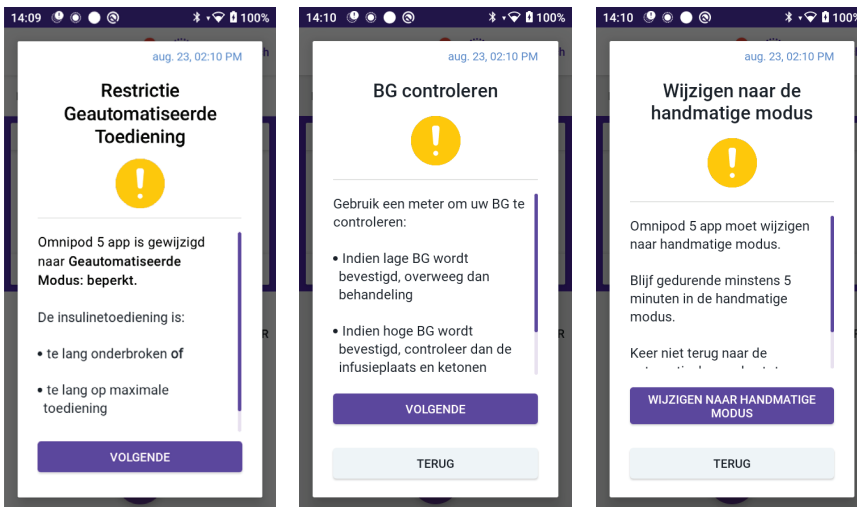 14:09
100%
aug. 23, 02:10 PM
Restrictie
Geautomatiseerde
Toediening
Omnipod 5 app is gewijzigd
naar Geautomatiseerde
Modus: beperkt.
De insulinetoediening is:
• te lang onderbroken of
• te lang op maximale
toediening
VOLGENDE
14:10
100%
aug. 23, 02:10 PM
BG controleren
Gebruik een meter om uw BG te
controleren:
• Indien lage BG wordt
bevestigd, overweeg dan
behandeling
• Indien hoge BG wordt
bevestigd, controleer dan de
infusieplaats en ketonen
VOLGENDE
TERUG
14:10
100%
aug. 23, 02:10 PM
Wijzigen naar de
handmatige modus
Omnipod 5 app moet wijzigen
naar handmatige modus.
Blijf gedurende minstens 5
minuten in de handmatige
modus.
Keer niet terug naar de
WIJZIGEN NAAR HANDMATIGE
MODUS
TERUG